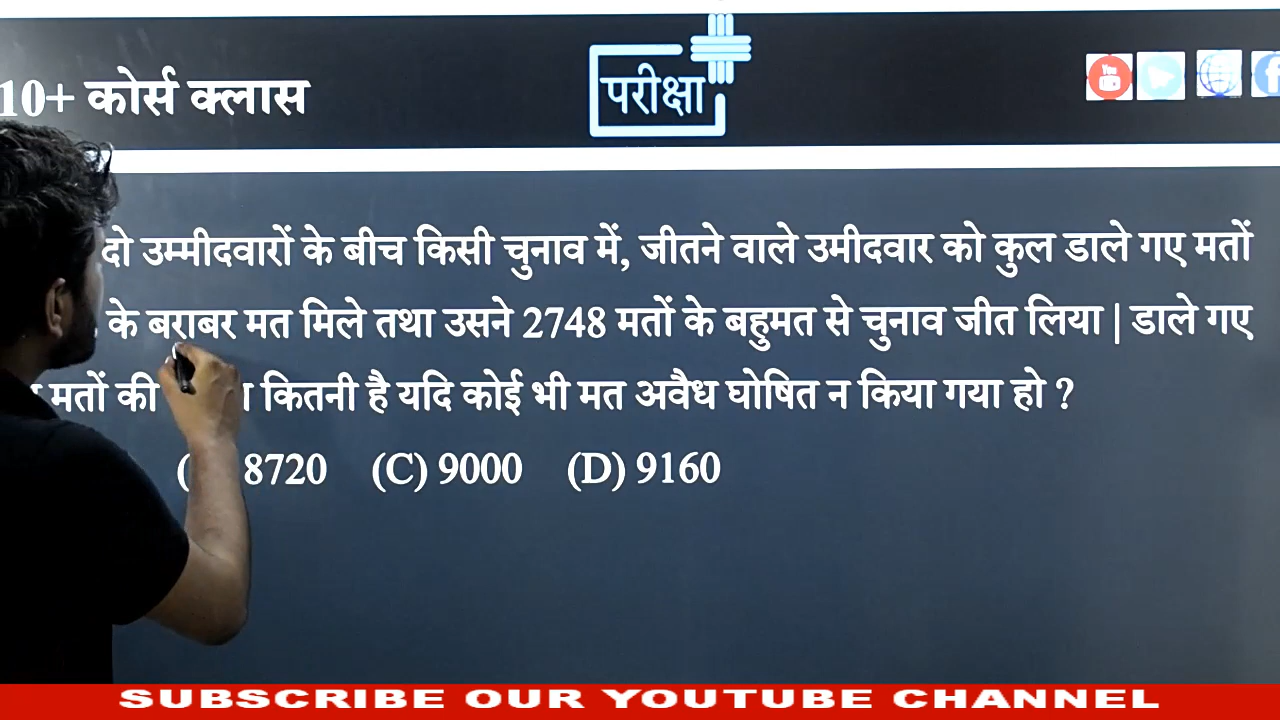 10+ कोर्स क्लास
परीक्षा
You
दो उम्मीदवारों के बीच किसी चुनाव में, जीतने वाले उमीदवार को कुल डाले गए मतों
के बराबर मत मिले तथा उसने 2748 मतों के बहुमत से चुनाव जीत लिया | डाले गए
मतों की कितनी है यदि कोई भी मत अवैध घोषित न किया गया हो ?
8720 (C) 9000 (D) 9160
SUBSCRIBE OUR YOUTUBE CHANNEL